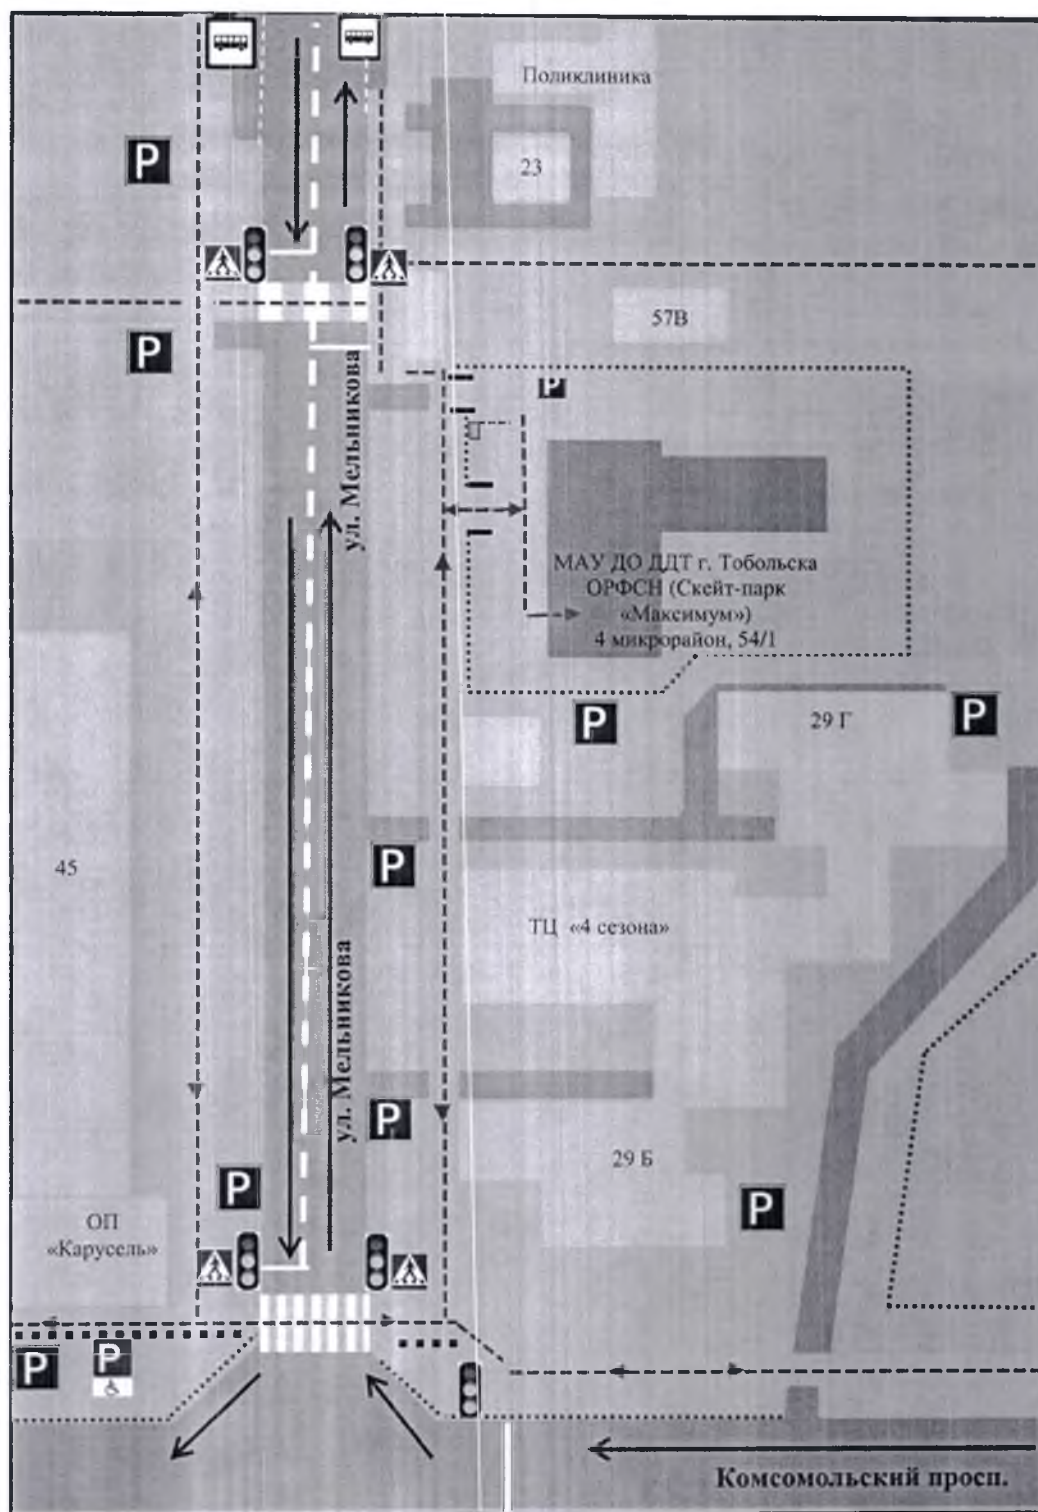 Поликлиника
P
23
57В
P
P
ул. Мельникова
МАУ ДО ДДТ г. Тобольска
ОРФСН (Скейт-парк
«Максимум»)
4 микрорайон, 54/1
P
29 Г
P
45
P
ТЦ «4 сезона»
ул. Мельникова
P
29 Б
P
P
ОП
«Карусель»
P
P
Комсомольский просп.